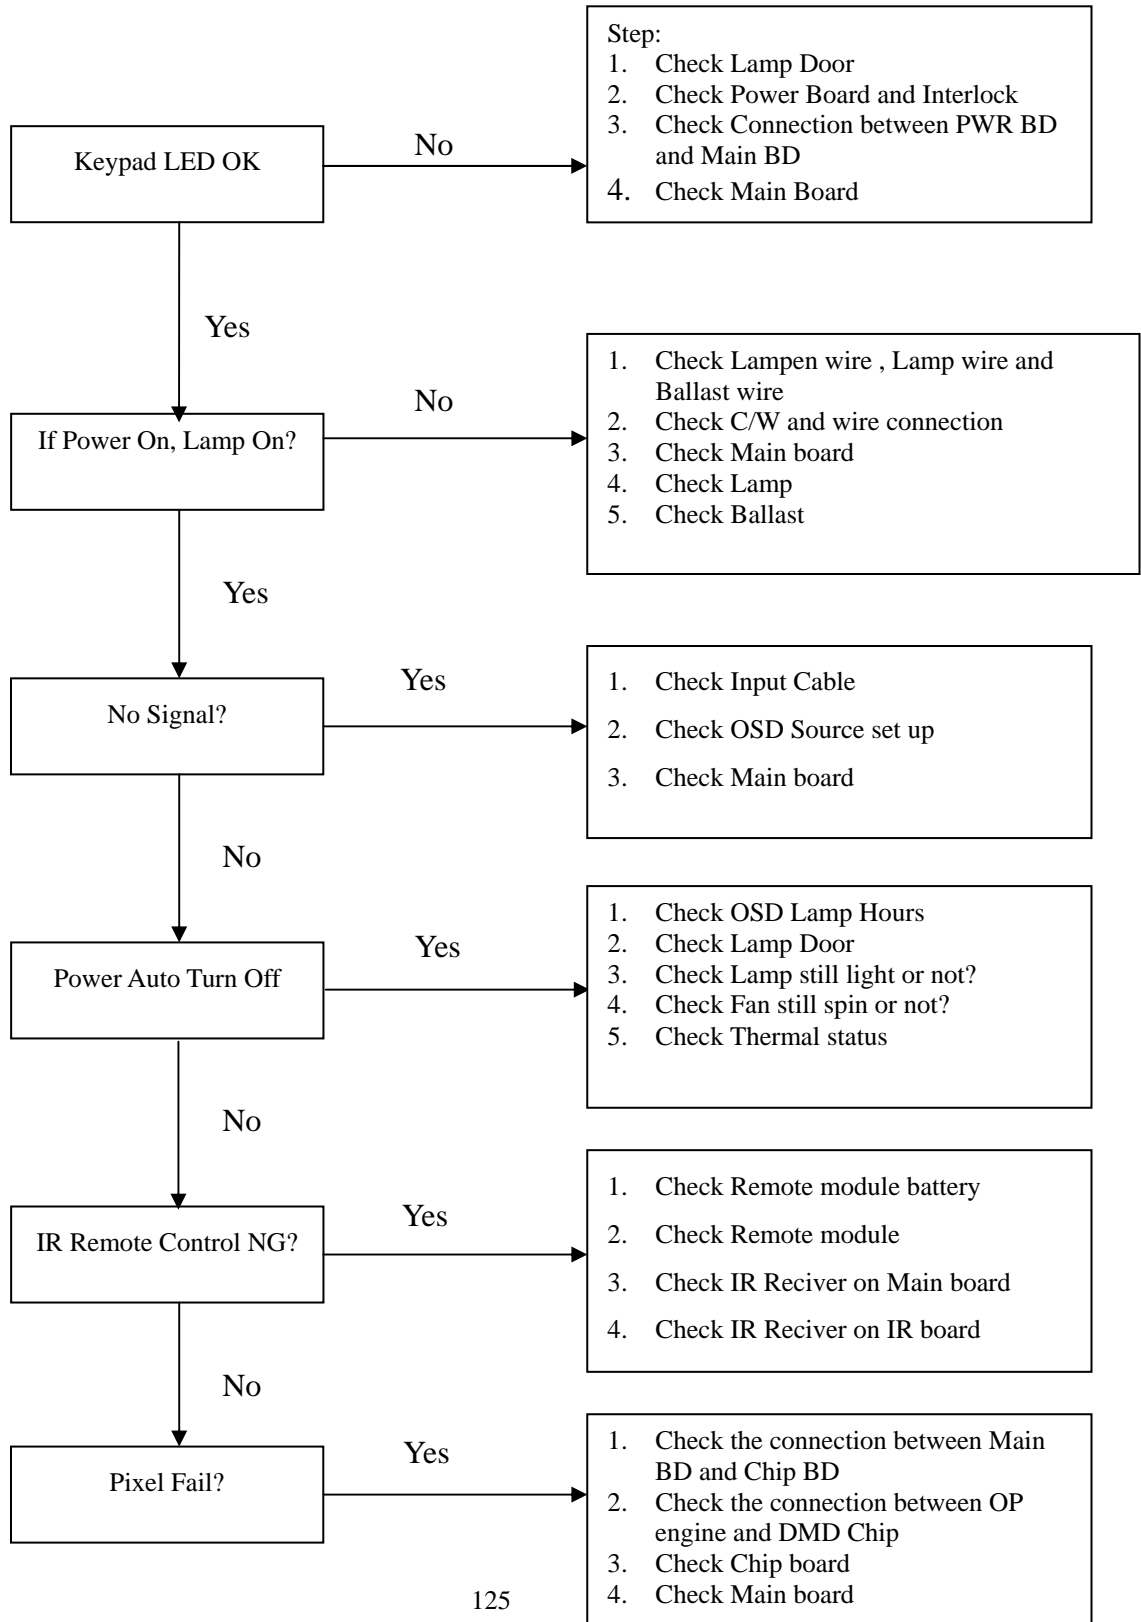 Step:
1. Check Lamp Door
2. Check Power Board and Interlock
3. Check Connection between PWR BD
and Main BD
4. Check Main Board
Keypad LED OK
No
Yes
1. Check Lampen wire , Lamp wire and
Ballast wire
2. Check C/W and wire connection
3. Check Main board
4. Check Lamp
5. Check Ballast
If Power On, Lamp On?
No
Yes
1. Check Input Cable
2. Check OSD Source set up
3. Check Main board
No Signal?
Yes
No
1. Check OSD Lamp Hours
2. Check Lamp Door
3. Check Lamp still light or not?
4. Check Fan still spin or not?
5. Check Thermal status
Power Auto Turn Off
Yes
No
1. Check Remote module battery
2. Check Remote module
3. Check IR Reciver on Main board
4. Check IR Reciver on IR board
IR Remote Control NG?
Yes
No
1. Check the connection between Main
BD and Chip BD
2. Check the connection between OP
engine and DMD Chip
3. Check Chip board
4. Check Main board
Pixel Fail?
Yes
125